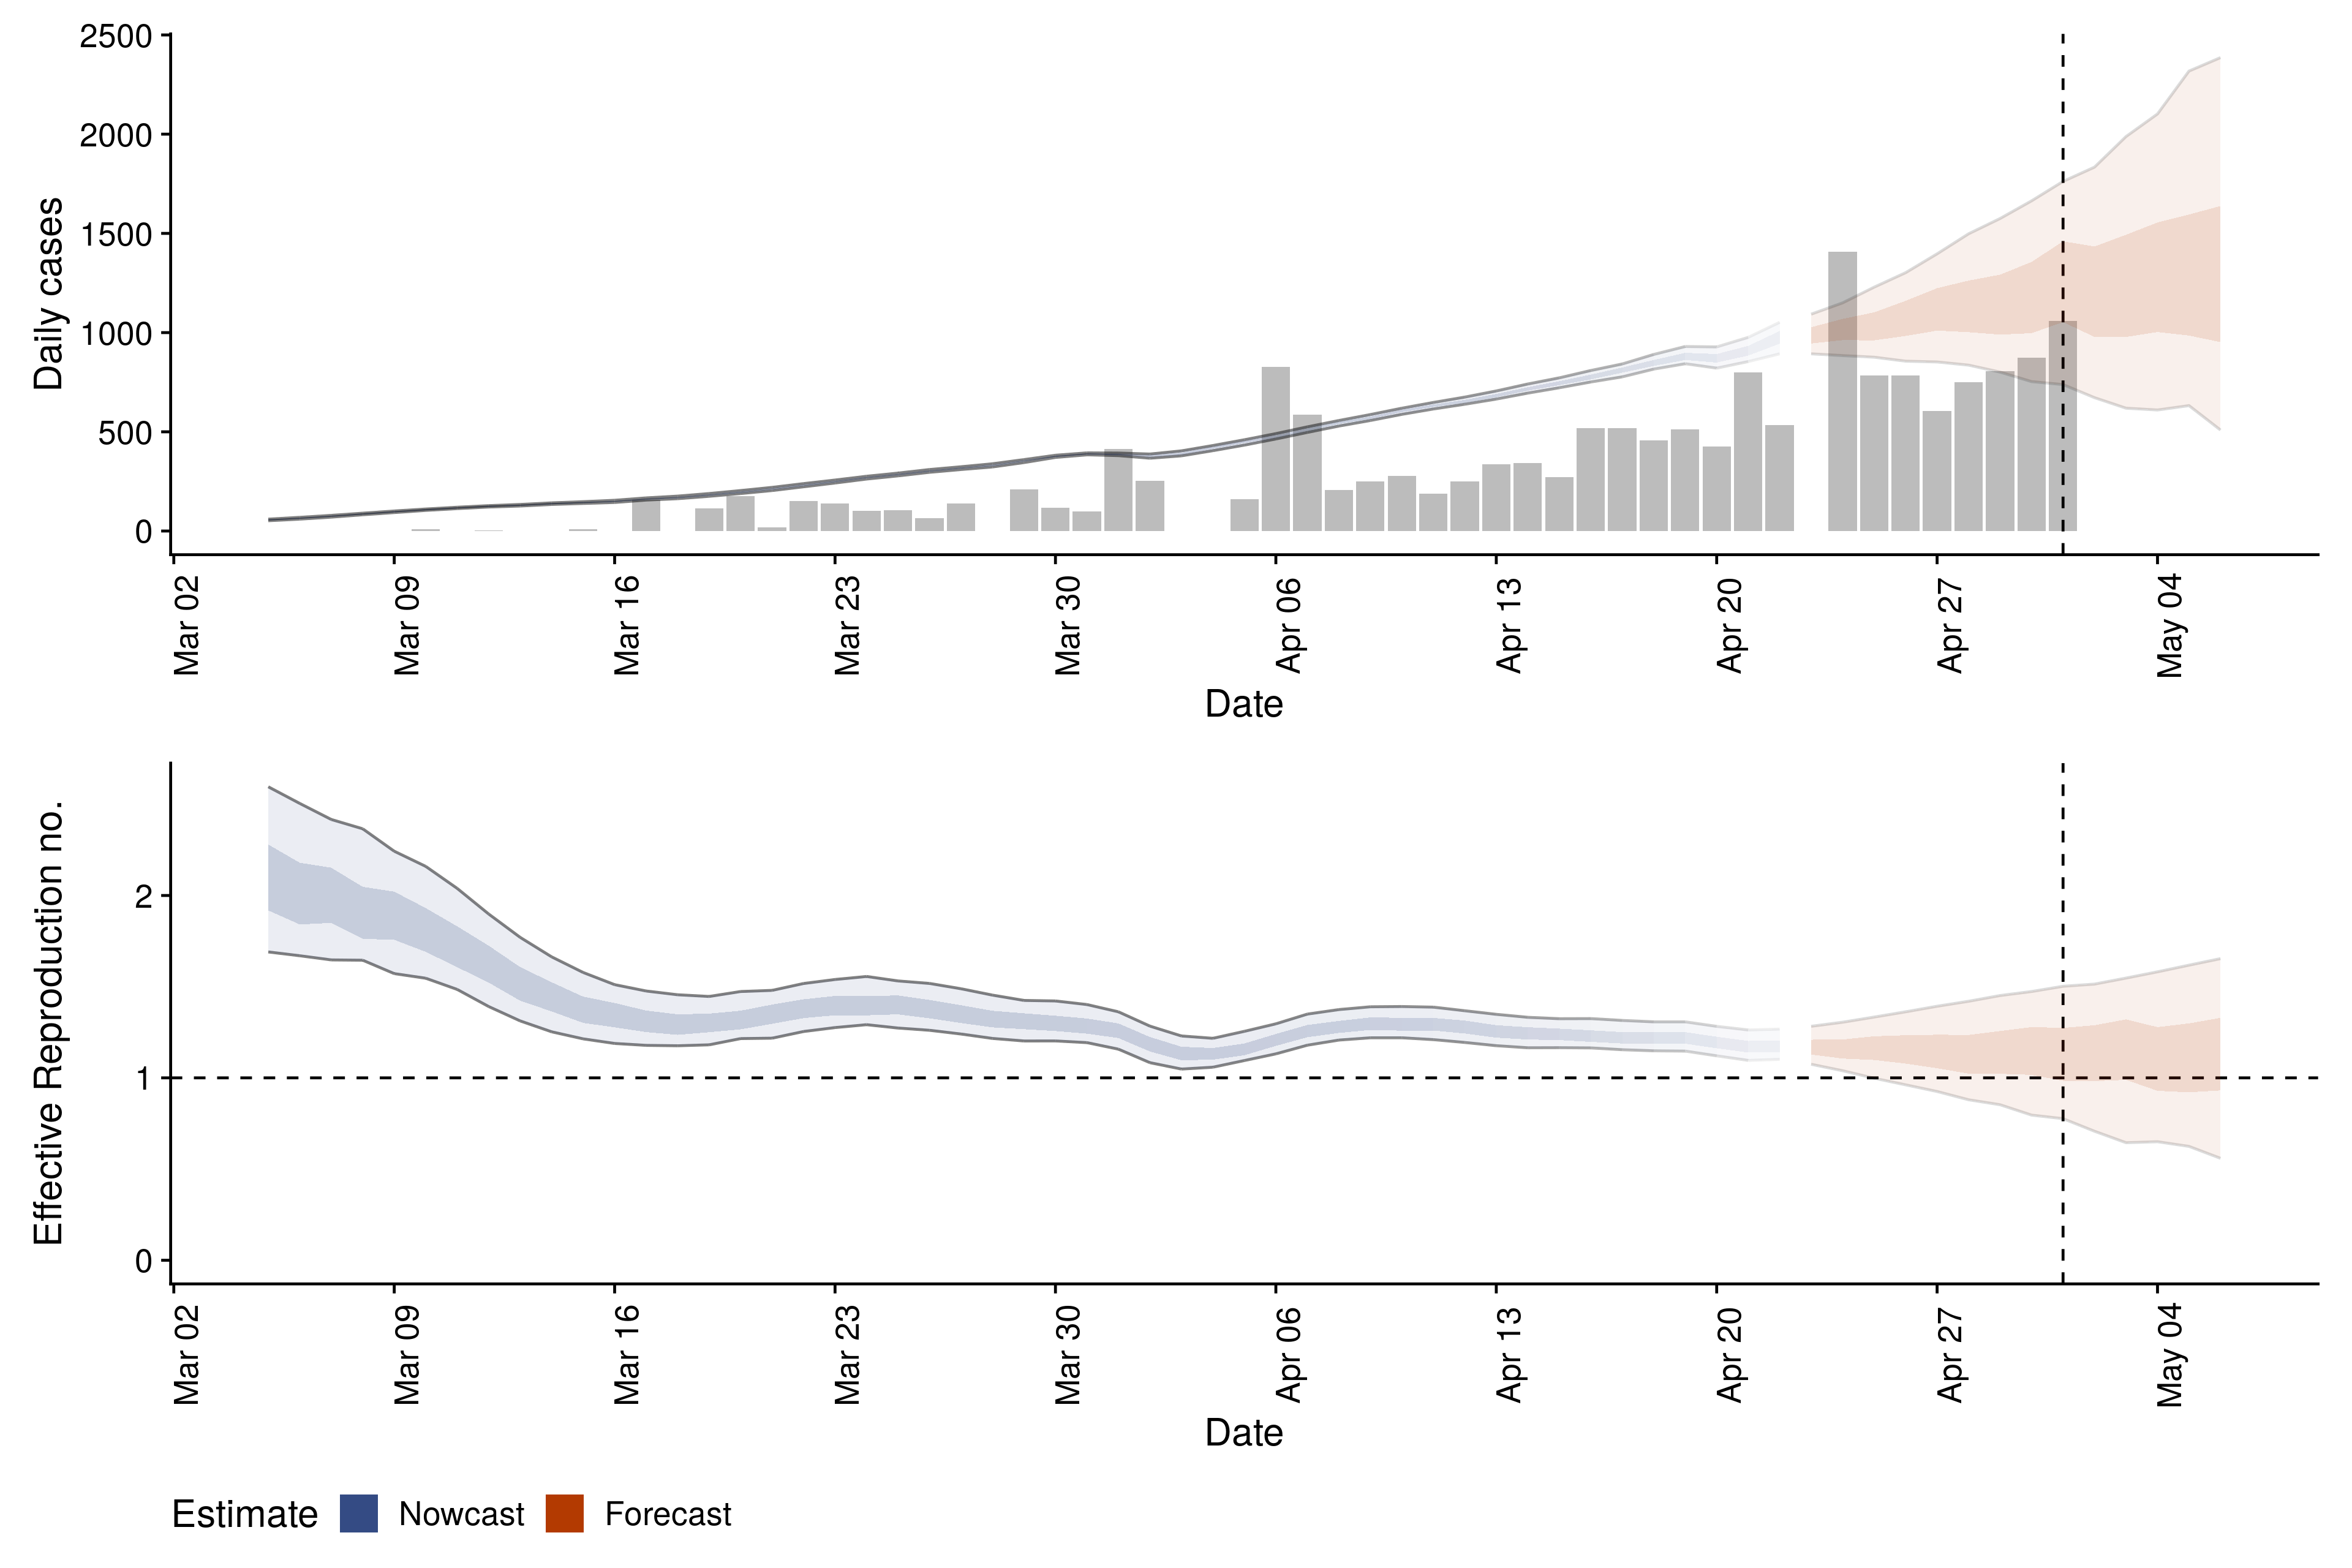 2500
2000
1500
1000
500
0
Daily cases
Mar 02
Mar 09
Mar 16
Mar 23
Mar 30
Apr 06
Apr 13
Apr 20
Apr 27
May 04
Date
2
1
0
Effective Reproduction no.
Mar 02
Mar 09
Mar 16
Mar 23
Mar 30
Apr 06
Apr 13
Apr 20
Apr 27
May 04
Date
Estimate Nowcast Forecast